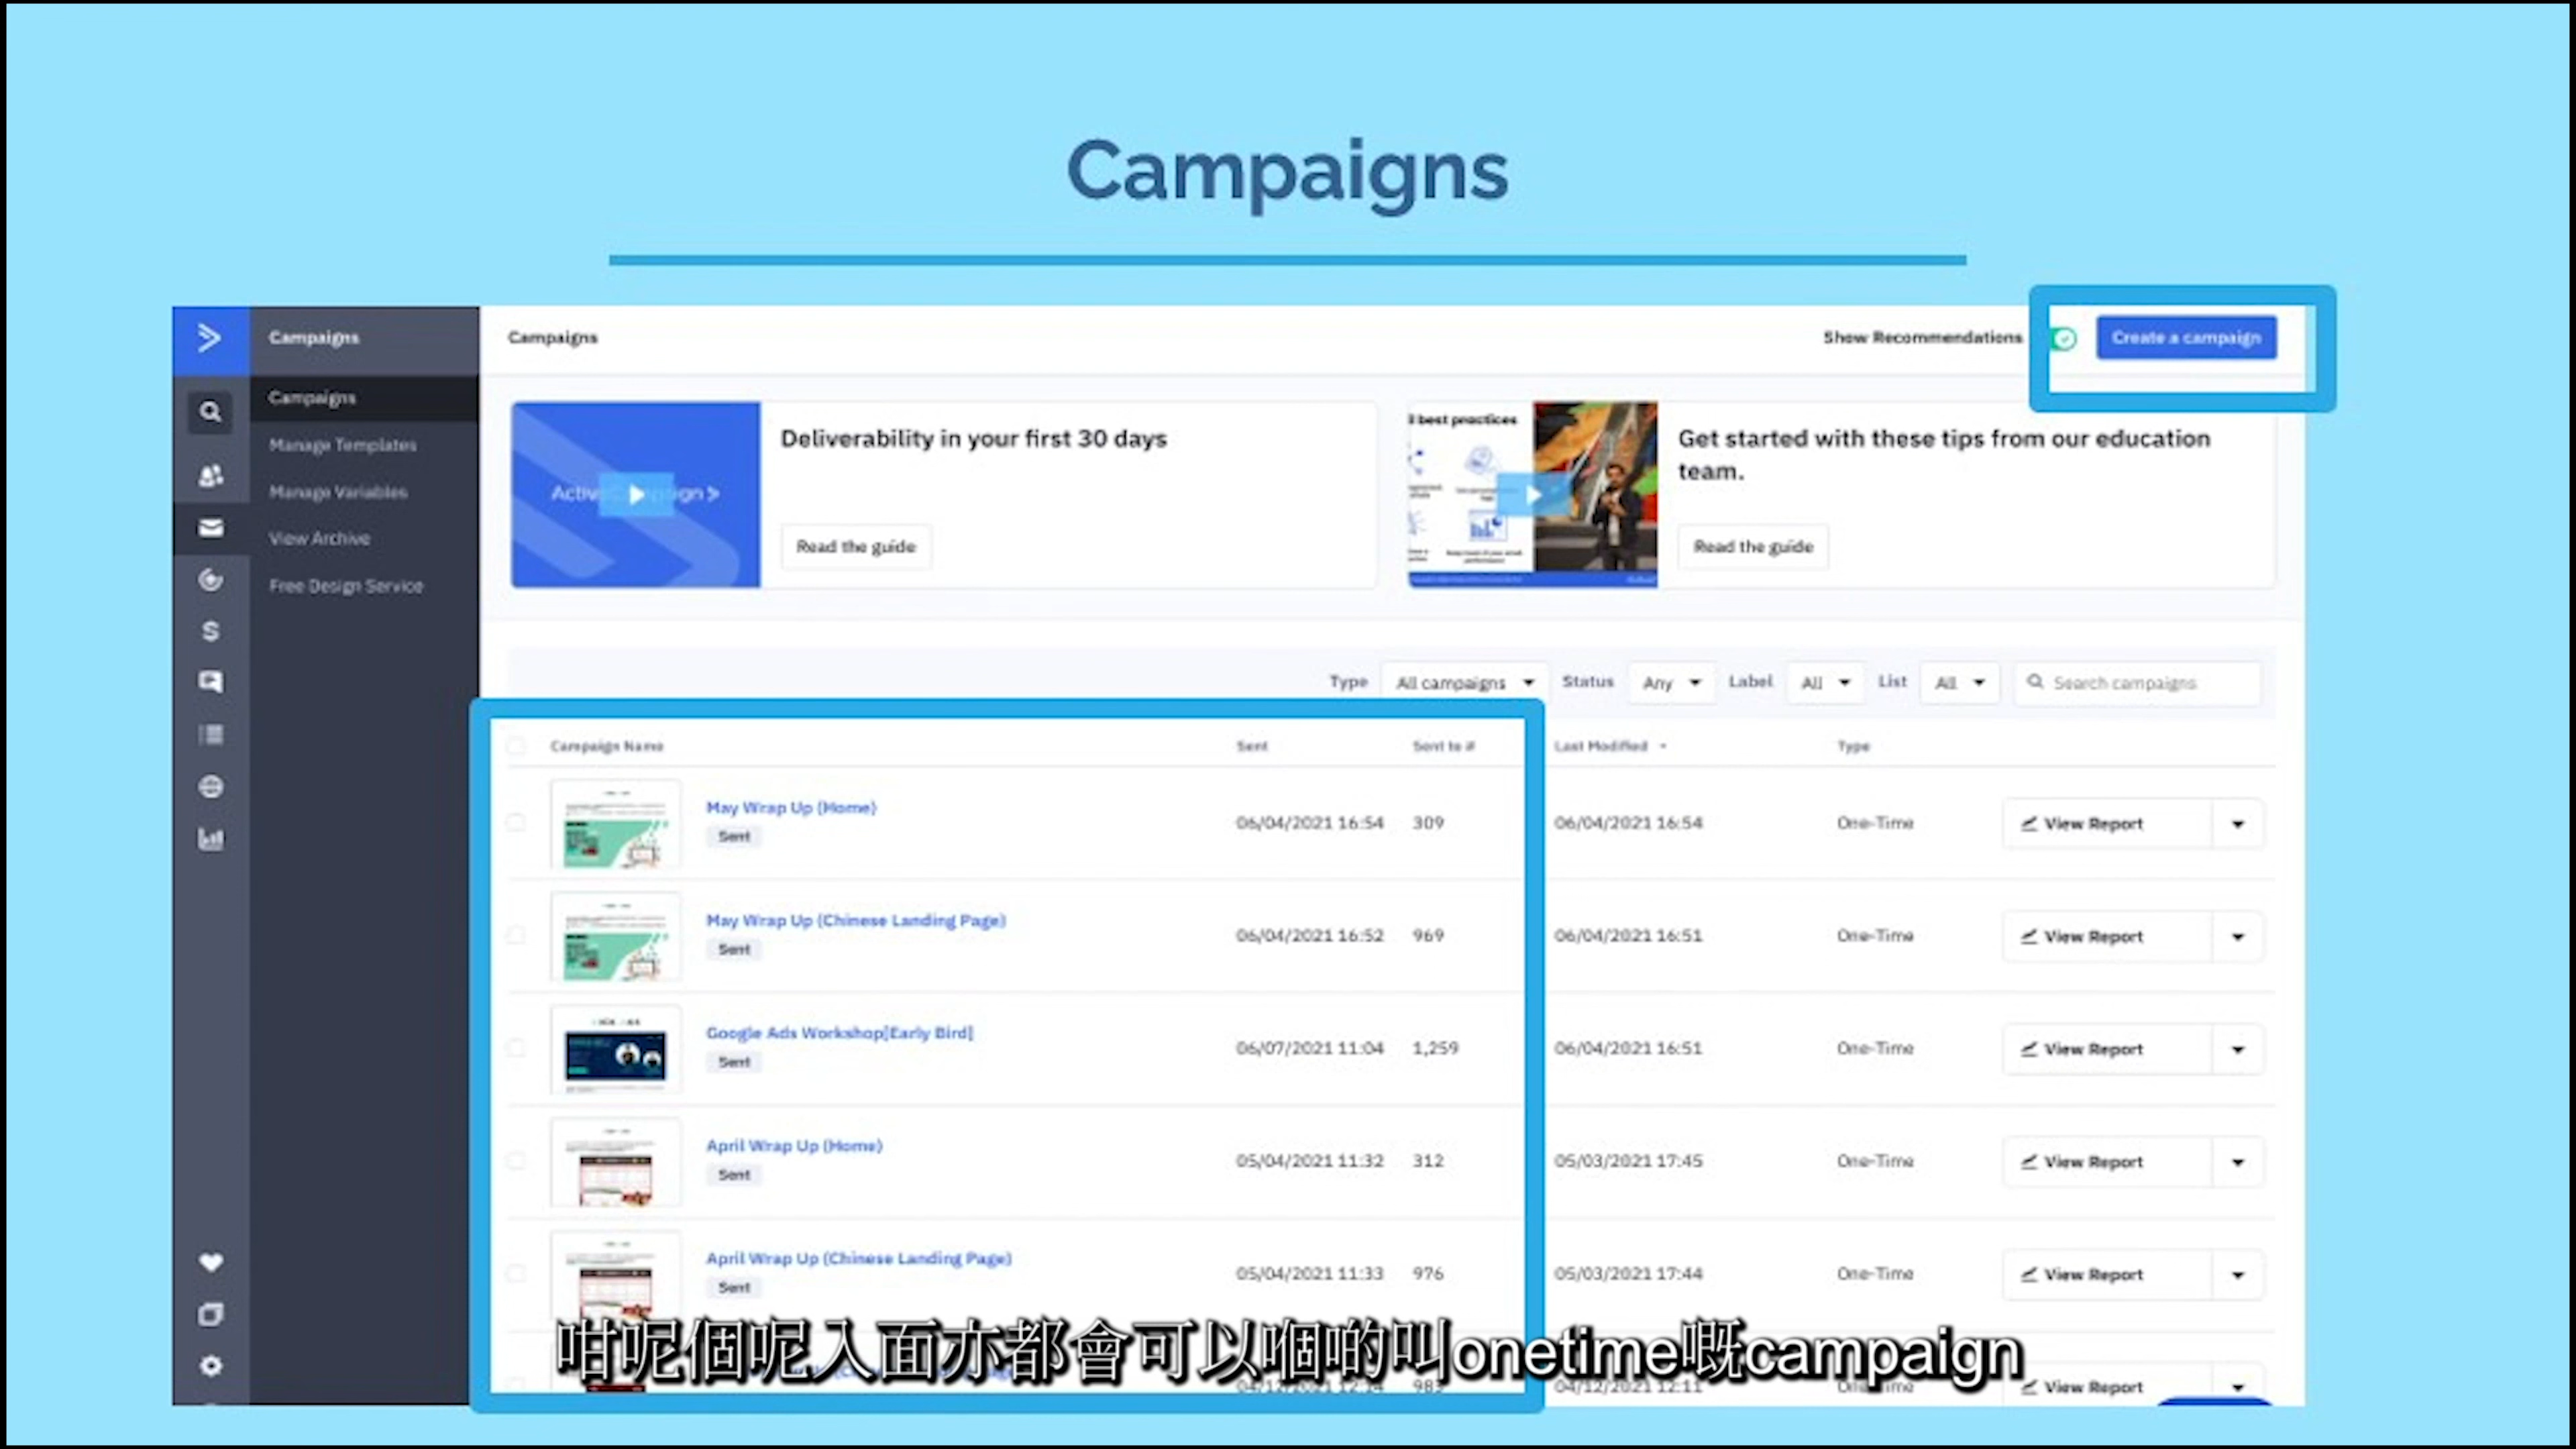 Campaigns
Campaigns
Campaigns
Manage Templates
Manage Variables
View Archive
Free Design Service
Campaigns
Show Recommendations
Create a campaign
Deliverability in your first 30 days
Read the guide
best practices
Get started with these tips from our education
team.
Read the guide
Type All campaigns Status Any Label All List All Search campaigns
Campaign Name Sent Sent to # Last Modified Type
May Wrap Up (Home)
Sent
06/04/2021 16:54 309 06/04/2021 16:54 One-Time View Report
May Wrap Up (Chinese Landing Page)
Sent
06/04/2021 16:52 969 06/04/2021 16:51 One-Time View Report
Google Ads Workshop[Early Bird]
Sent
06/07/2021 11:04 1,259 06/04/2021 16:51 One-Time View Report
April Wrap Up (Home)
Sent
05/04/2021 11:32 312 05/03/2021 17:45 One-Time View Report
April Wrap Up (Chinese Landing Page)
Sent
05/04/2021 11:33 976 05/03/2021 17:44 One-Time View Report
04/12/2021 12:11 One-Time View Report
咁呢個呢入面亦都會可以嗰啲叫onetime嘅campaign